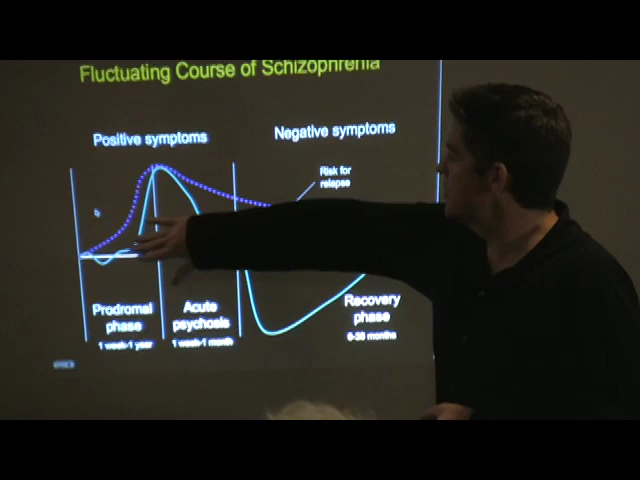 Fluctuating Course of Schizophrenia
Positive symptoms
Negative symptoms
Risk for
relapse
Prodromal
phase
1 week-1 year
Acute
psychosis
1 week-1 month
Recovery
phase
6-36 months